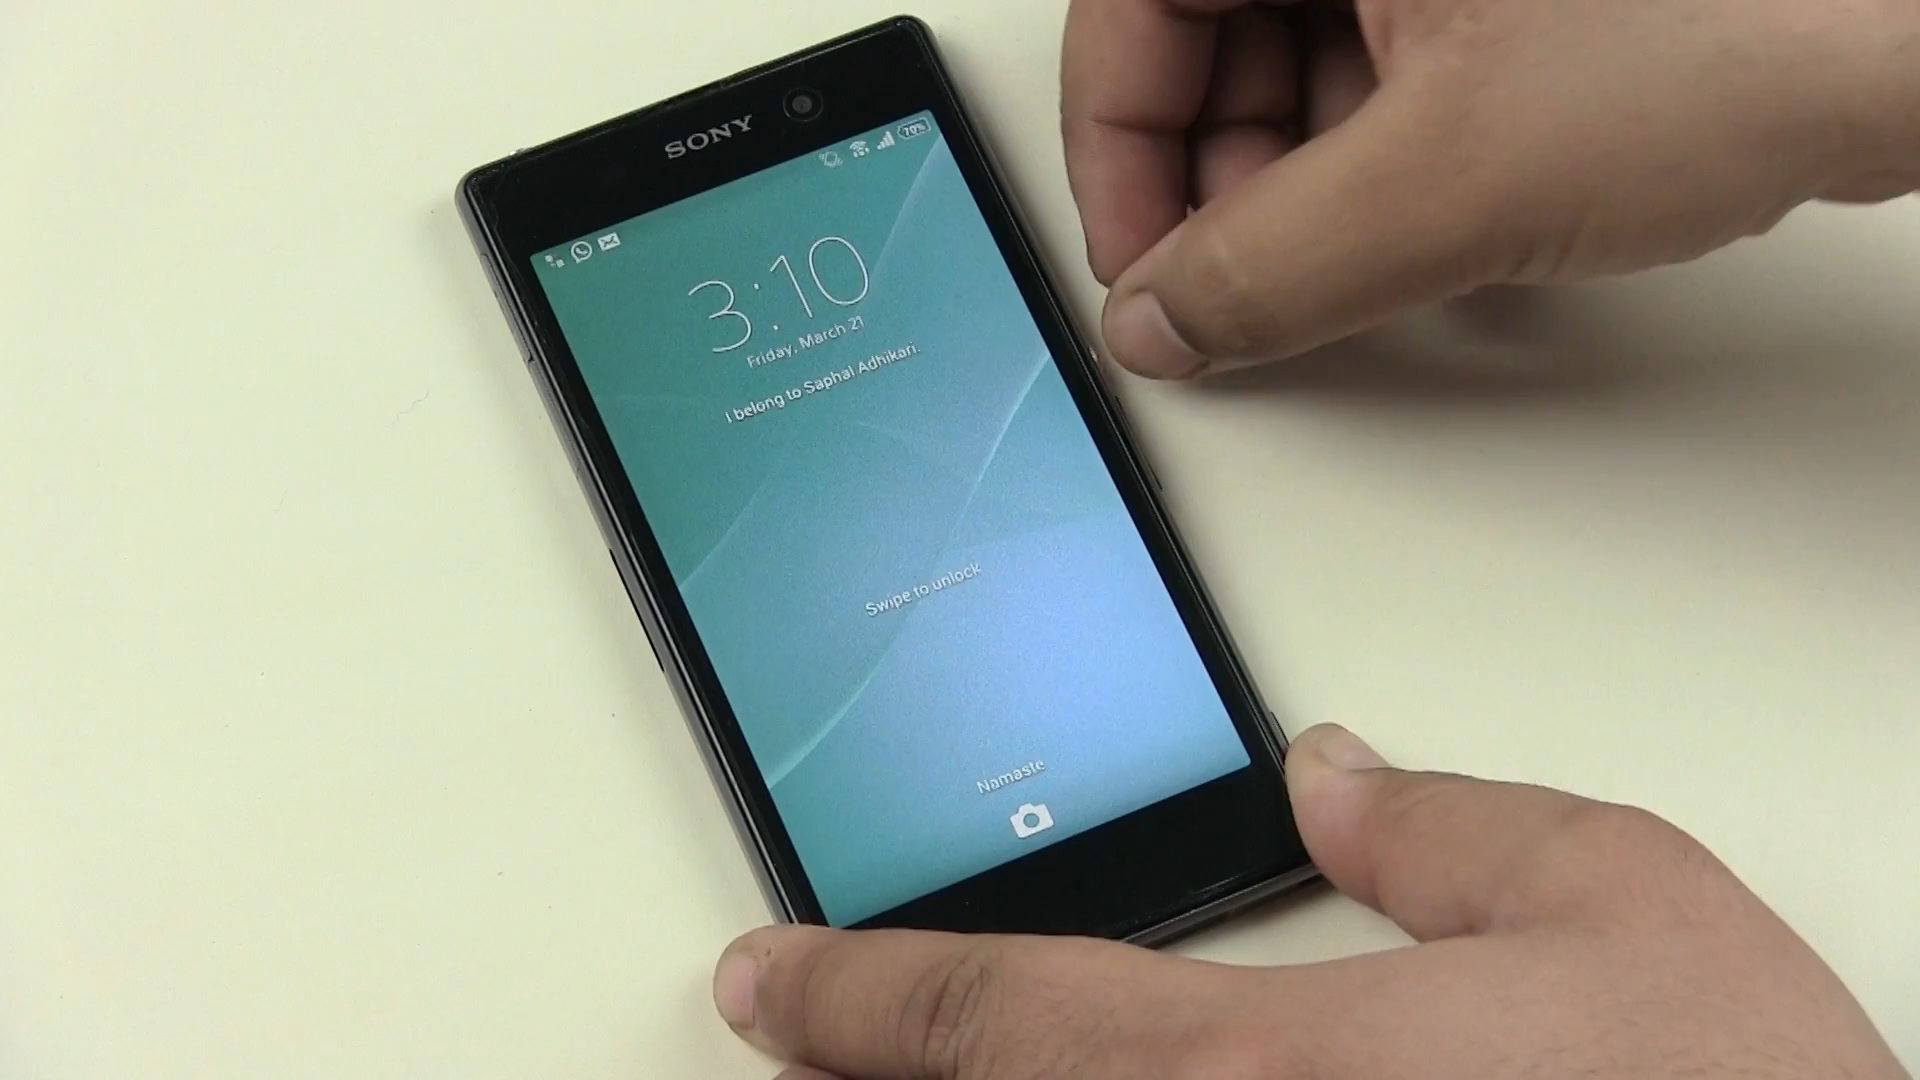 SONY
70%
3:10
Friday, March 21
I belong to Saphal Adhikari.
Swipe to unlock
Namaste